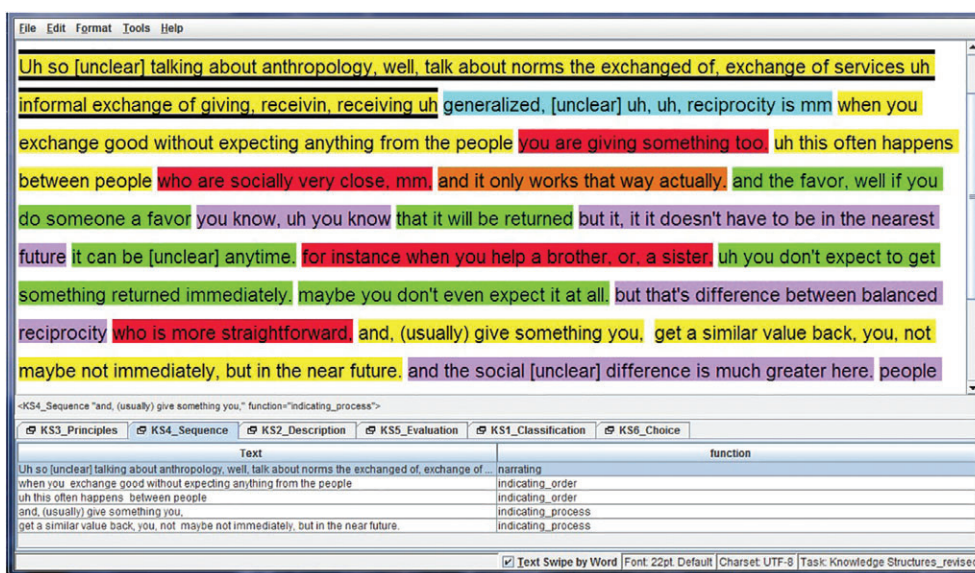 File Edit Format Tools Help
Uh so [unclear] talking about anthropology, well, talk about norms the exchanged of, exchange of services uh
informal exchange of giving, receivin, receiving uh generalized, [unclear] uh, uh, reciprocity is mm when you
exchange good without expecting anything from the people you are giving something too. uh this often happens
between people who are socially very close, mm, and it only works that way actually. and the favor, well if you
do someone a favor you know, uh you know that it will be returned but it, it it doesn't have to be in the nearest
future it can be [unclear] anytime. for instance when you help a brother, or, a sister, uh you don't expect to get
something returned immediately. maybe you don't even expect it at all. but that's difference between balanced
reciprocity who is more straightforward, and, (usually) give something you, get a similar value back, you, not
maybe not immediately, but in the near future. and the social [unclear] difference is much greater here. people
<KS4_Sequence "and, (usually) give something you," function="indicating_process">
KS3_Principles KS4_Sequence KS2_Description KS5_Evaluation KS1_Classification KS6_Choice
Text function
Uh so [unclear] talking about anthropology, well, talk about norms the exchanged of, exchange of ... narrating
when you exchange good without expecting anything from the people indicating_order
uh this often happens between people indicating_order
and, (usually) give something you, indicating_process
get a similar value back, you, not maybe not immediately, but in the near future. indicating_process
Text Swipe by Word Font: 22pt. Default Charset: UTF-8 Task: Knowledge Structures_revise